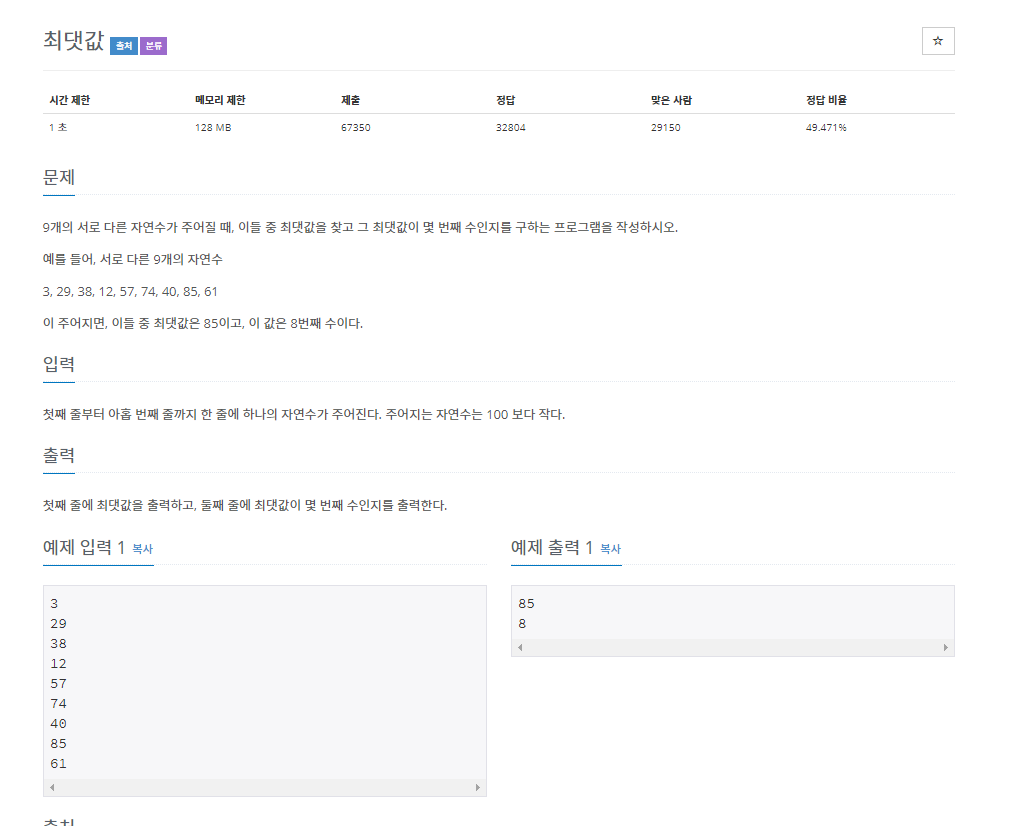 최댓값 출처 분류
☆
시간 제한 메모리 제한 제출 정답 맞은 사람 정답 비율
1 초 128 MB 67350 32804 29150 49.471%
문제
9개의 서로 다른 자연수가 주어질 때, 이들 중 최댓값을 찾고 그 최댓값이 몇 번째 수인지를 구하는 프로그램을 작성하시오.
예를 들어, 서로 다른 9개의 자연수
3, 29, 38, 12, 57, 74, 40, 85, 61
이 주어지면, 이들 중 최댓값은 85이고, 이 값은 8번째 수이다.
입력
첫째 줄부터 아홉 번째 줄까지 한 줄에 하나의 자연수가 주어진다. 주어지는 자연수는 100 보다 작다.
출력
첫째 줄에 최댓값을 출력하고, 둘째 줄에 최댓값이 몇 번째 수인지를 출력한다.
예제 입력 1 복사
3
29
38
12
57
74
40
85
61
예제 출력 1 복사
85
8